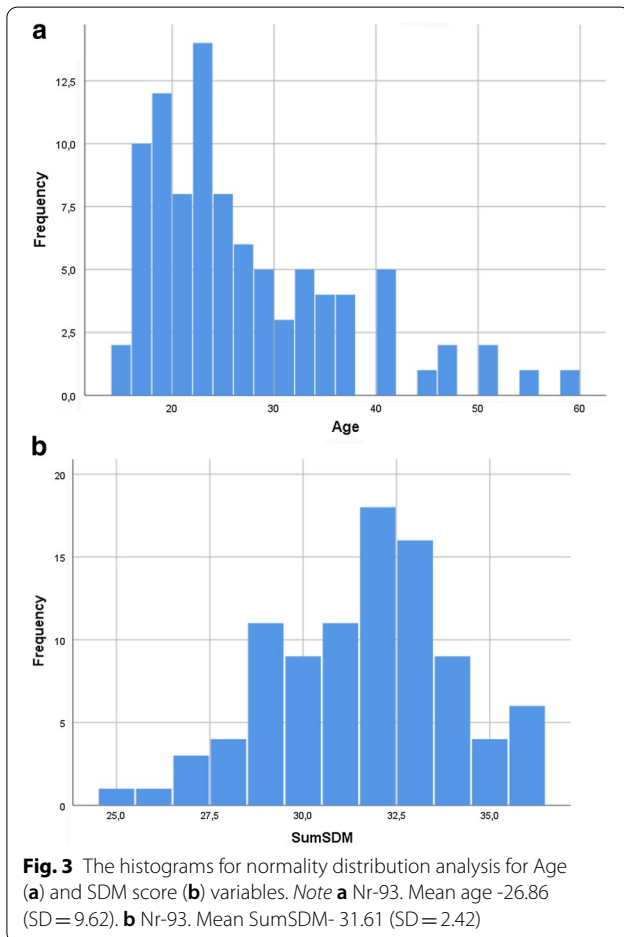 a
12,5
10,0
7,5
5,0
2,5
0,0
Frequency
20 30 40 50 60
Age
b
20
15
10
5
0
Frequency
25,0 27,5 30,0 32,5 35,0
SumSDM
Fig. 3 The histograms for normality distribution analysis for Age
(a) and SDM score (b) variables. Note a Nr-93. Mean age -26.86
(SD = 9.62). b Nr-93. Mean SumSDM- 31.61 (SD = 2.42)